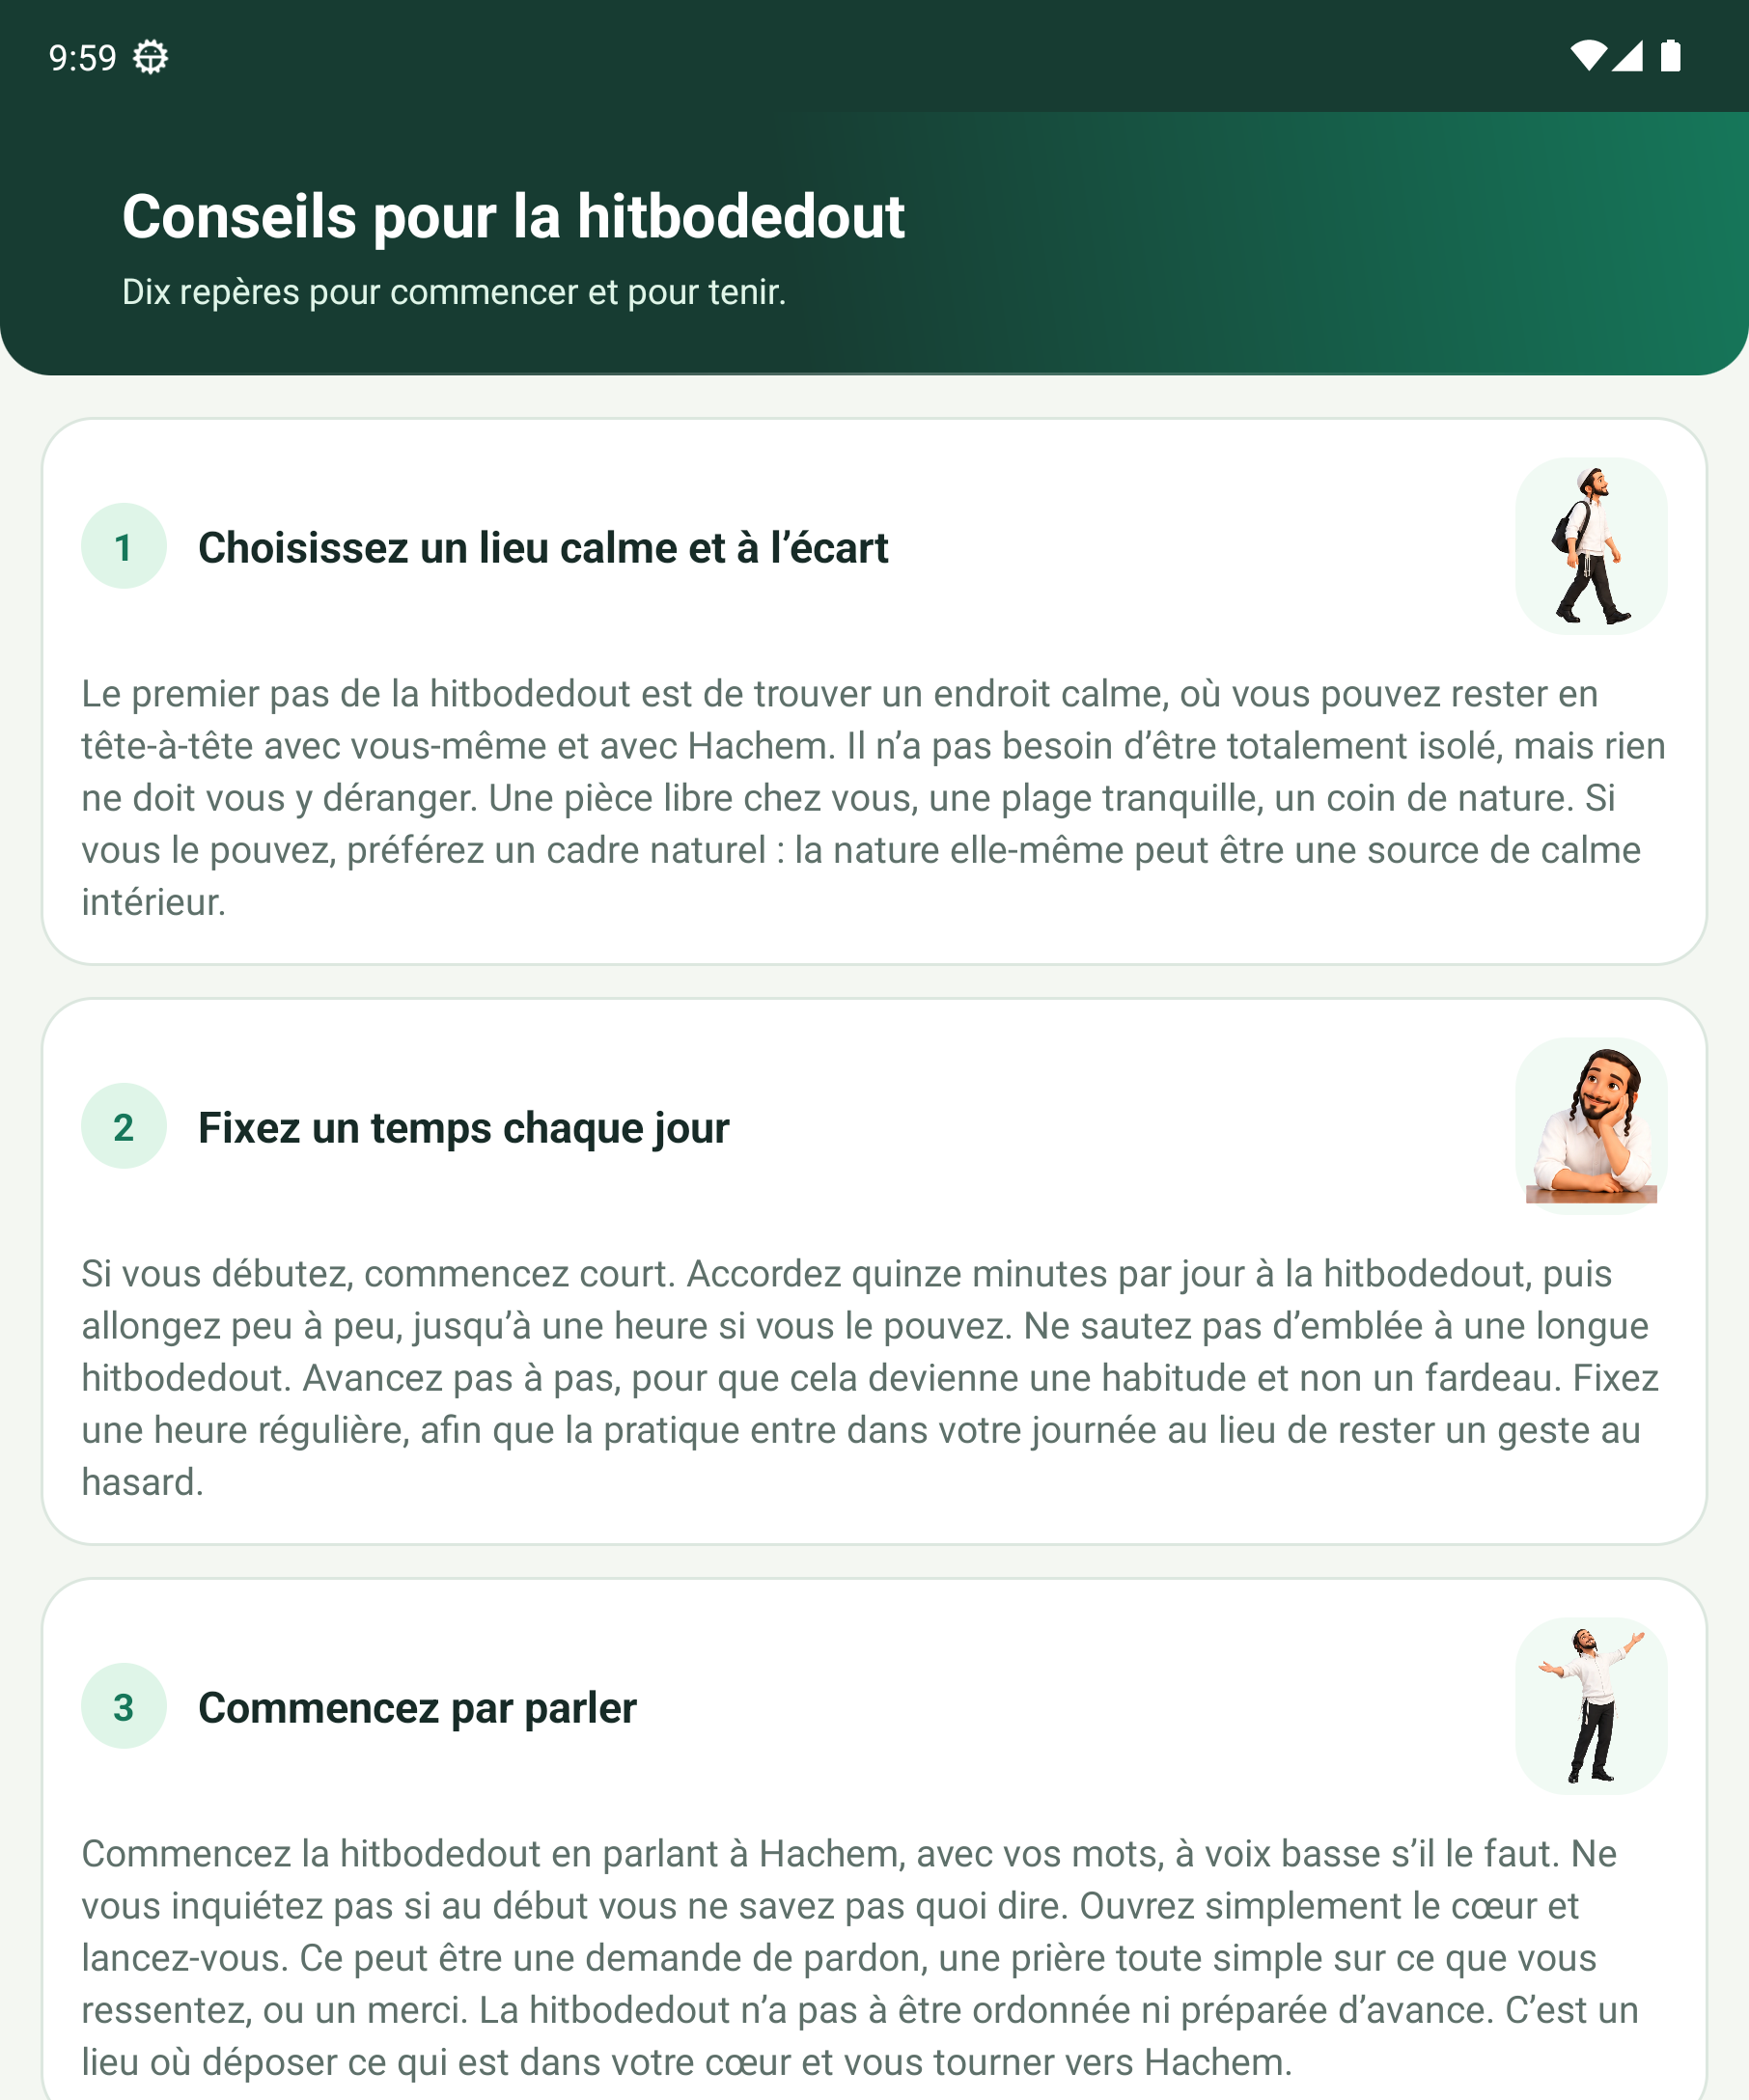 9:59
Conseils pour la hitbodedout
Dix repères pour commencer et pour tenir.
1 Choisissez un lieu calme et à l’écart
Le premier pas de la hitbodedout est de trouver un endroit calme, où vous pouvez rester en
tête-à-tête avec vous-même et avec Hachem. Il n’a pas besoin d’être totalement isolé, mais rien
ne doit vous y déranger. Une pièce libre chez vous, une plage tranquille, un coin de nature. Si
vous le pouvez, préférez un cadre naturel : la nature elle-même peut être une source de calme
intérieur.
2 Fixez un temps chaque jour
Si vous débutez, commencez court. Accordez quinze minutes par jour à la hitbodedout, puis
allongez peu à peu, jusqu’à une heure si vous le pouvez. Ne sautez pas d’emblée à une longue
hitbodedout. Avancez pas à pas, pour que cela devienne une habitude et non un fardeau. Fixez
une heure régulière, afin que la pratique entre dans votre journée au lieu de rester un geste au
hasard.
3 Commencez par parler
Commencez la hitbodedout en parlant à Hachem, avec vos mots, à voix basse s’il le faut. Ne
vous inquiétez pas si au début vous ne savez pas quoi dire. Ouvrez simplement le cœur et
lancez-vous. Ce peut être une demande de pardon, une prière toute simple sur ce que vous
ressentez, ou un merci. La hitbodedout n’a pas à être ordonnée ni préparée d’avance. C’est un
lieu où déposer ce qui est dans votre cœur et vous tourner vers Hachem.